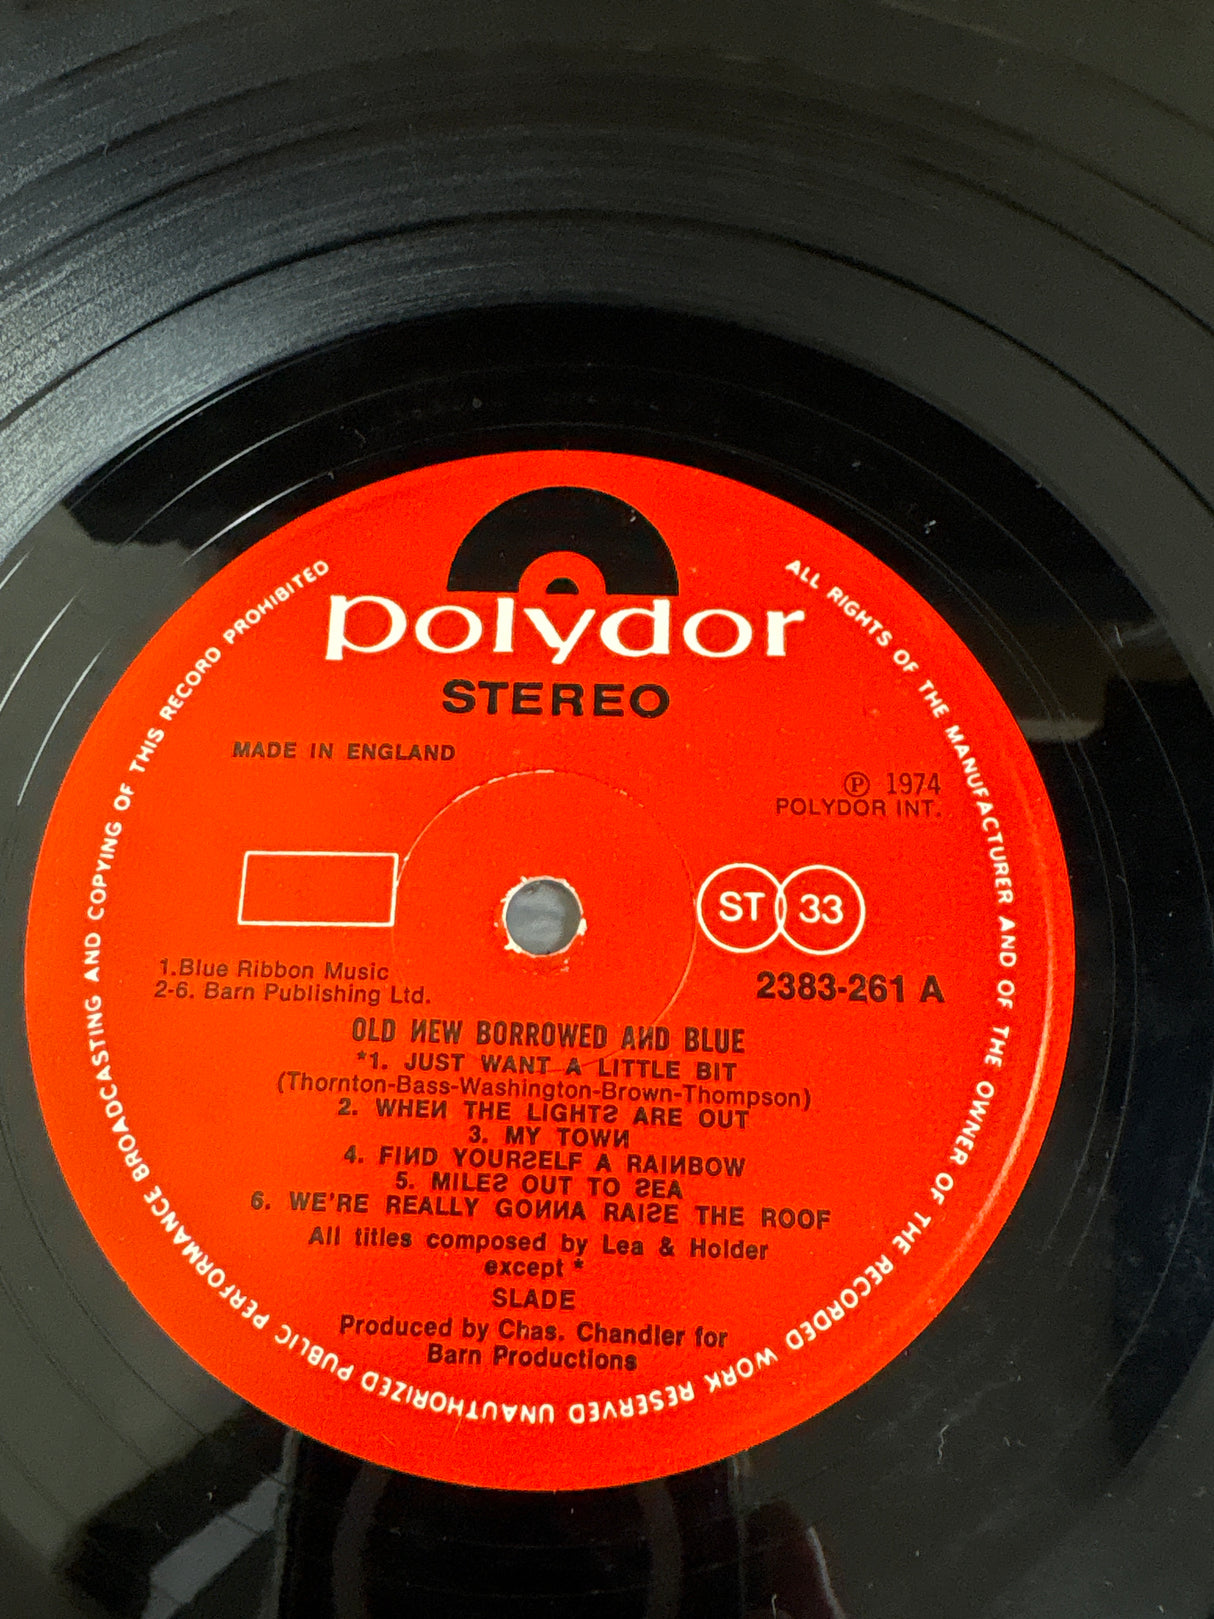 polydor
STEREO
MADE IN ENGLAND
℗ 1974
POLYDOR INT.
ST 33
1.Blue Ribbon Music
2-6. Barn Publishing Ltd.
2383-261 A
OLD NEW BORROWED AND BLUE
*1. JUST WANT A LITTLE BIT
(Thornton-Bass-Washington-Brown-Thompson)
2. WHEN THE LIGHTS ARE OUT
3. MY TOWN
4. FIND YOURSELF A RAINBOW
5. MILES OUT TO SEA
6. WE'RE REALLY GONNA RAISE THE ROOF
All titles composed by Lea & Holder
except *
SLADE
Produced by Chas. Chandler for
Barn Productions
ALL RIGHTS OF THE MANUFACTURER AND OF THE OWNER OF THE RECORDED WORK RESERVED UNAUTHORIZED PUBLIC PERFORMANCE BROADCASTING AND COPYING OF THIS RECORD PROHIBITED